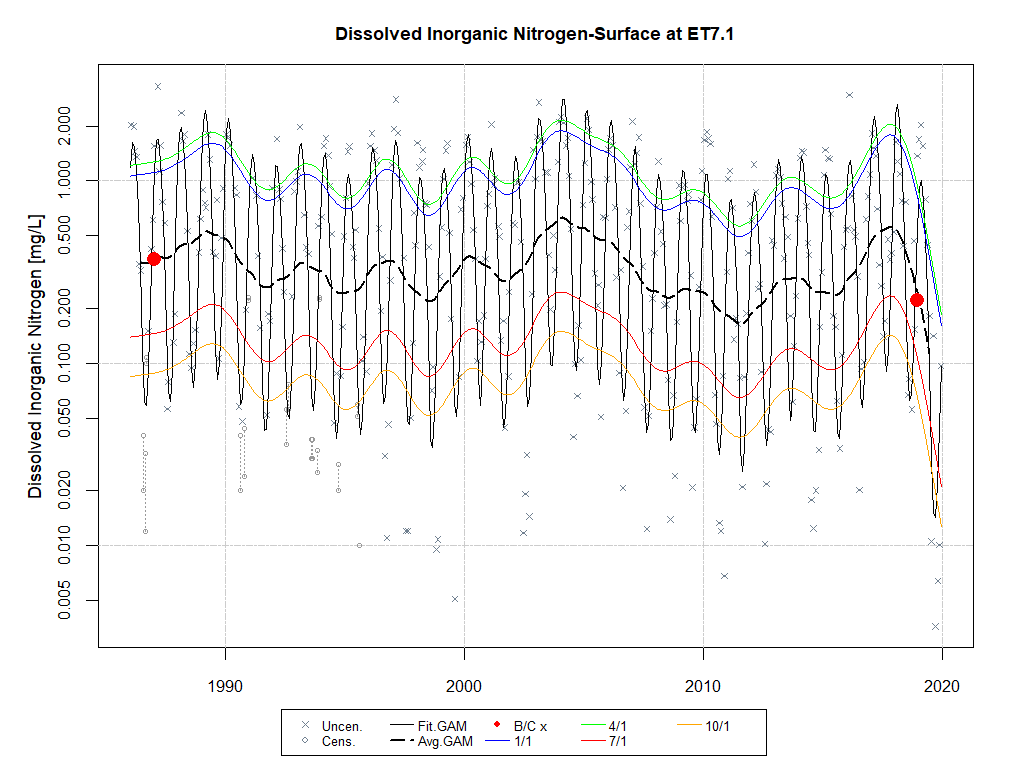 Dissolved Inorganic Nitrogen-Surface at ET7.1
Dissolved Inorganic Nitrogen [mg/L]
2.000
1.000
0.500
0.200
0.100
0.050
0.020
0.010
0.005
1990 2000 2010 2020
Uncen. Fit.GAM B/C x 4/1 10/1
Cens. Avg.GAM 1/1 7/1